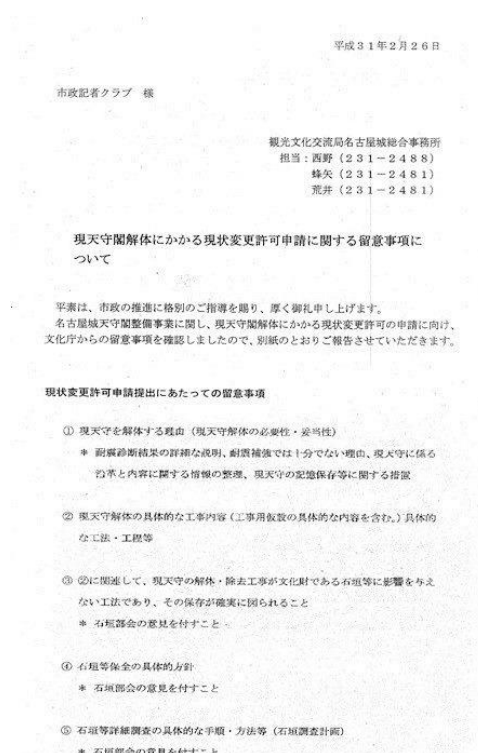 平成31年2月26日
市政記者クラブ 様
観光文化交流局名古屋城総合事務所
担当：西野（231－2488）
蜂矢（231－2481）
荒井（231－2481）
現天守閣解体にかかる現状変更許可申請に関する留意事項に
ついて
平素は、市政の推進に格別のご指導を賜り、厚く御礼申し上げます。
名古屋城天守閣整備事業に関し、現天守閣解体にかかる現状変更許可の申請に向け、
文化庁からの留意事項を確認しましたので、別紙のとおりご報告させていただきます。
現状変更許可申請提出にあたっての留意事項
① 現天守を解体する理由（現天守解体の必要性・妥当性）
＊ 耐震診断結果の詳細な説明、耐震補強では十分でない理由、現天守に係る
沿革と内容に関する情報の整理、現天守の記憶保存等に関する措置
② 現天守解体の具体的な工事内容（工事用仮設の具体的な内容を含む。）具体的
な工法・工程等
③ ②に関連して、現天守の解体・除去工事が文化財である石垣等に影響を与え
ない工法であり、その保存が確実に図られること
＊ 石垣部会の意見を付すこと
④ 石垣等保全の具体的方針
＊ 石垣部会の意見を付すこと
⑤ 石垣等詳細調査の具体的な手順・方法等（石垣調査計画）
＊ 石垣部会の意見を付すこと